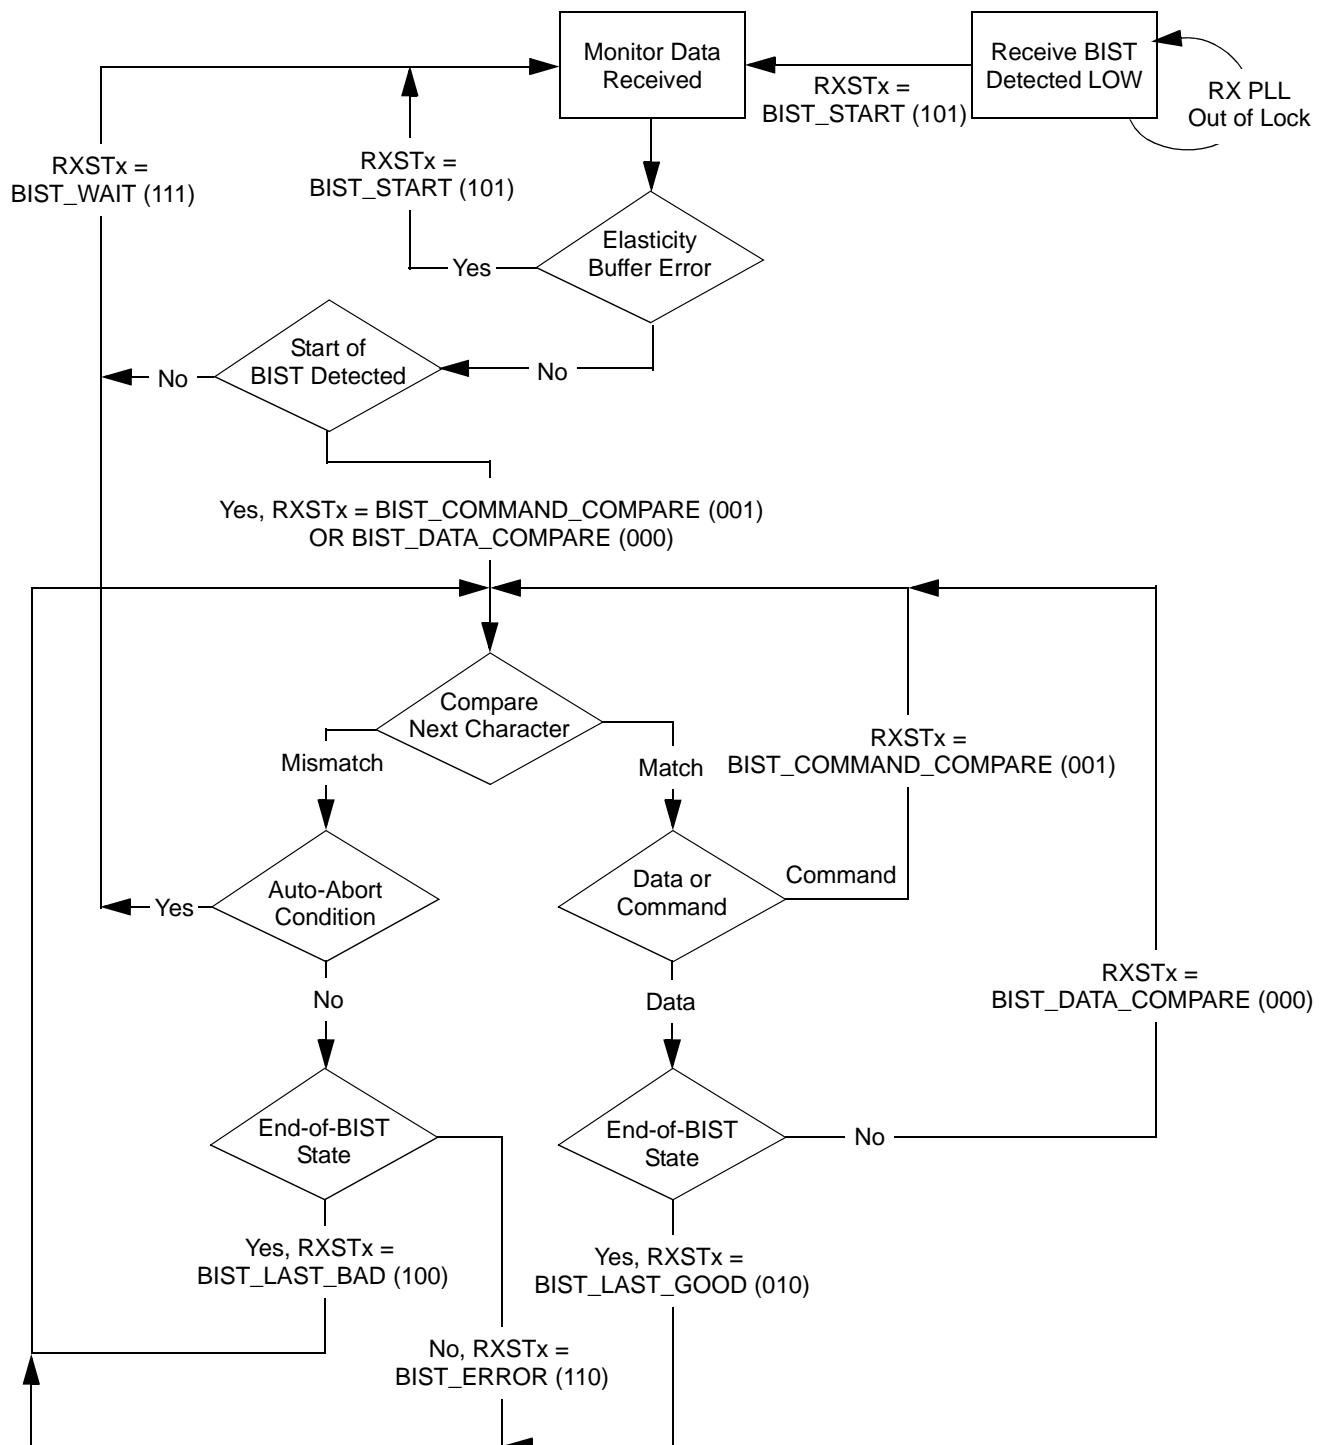 Monitor Data
Received
Receive BIST
Detected LOW
RX PLL
Out of Lock
RXSTx =
BIST_START (101)
RXSTx =
BIST_WAIT (111)
RXSTx =
BIST_START (101)
Elasticity
Buffer Error
Yes
Start of
BIST Detected
No
No
Yes, RXSTx = BIST_COMMAND_COMPARE (001)
OR BIST_DATA_COMPARE (000)
Compare
Next Character
Mismatch
Match
RXSTx =
BIST_COMMAND_COMPARE (001)
Auto-Abort
Condition
Yes
Data or
Command
Command
No
Data
RXSTx =
BIST_DATA_COMPARE (000)
End-of-BIST
State
End-of-BIST
State
No
Yes, RXSTx =
BIST_LAST_BAD (100)
Yes, RXSTx =
BIST_LAST_GOOD (010)
No, RXSTx =
BIST_ERROR (110)